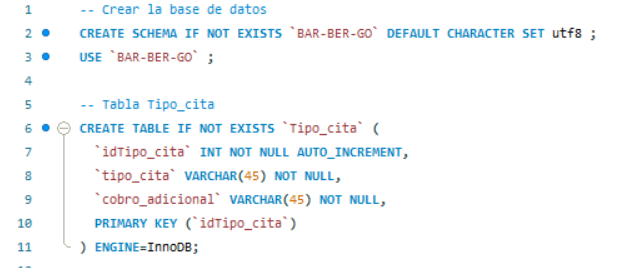 1 -- Crear la base de datos
2 CREATE SCHEMA IF NOT EXISTS `BAR-BER-GO` DEFAULT CHARACTER SET utf8 ;
3 USE `BAR-BER-GO` ;
4
5 -- Tabla Tipo_cita
6 CREATE TABLE IF NOT EXISTS `Tipo_cita` (
7 `idTipo_cita` INT NOT NULL AUTO_INCREMENT,
8 `tipo_cita` VARCHAR(45) NOT NULL,
9 `cobro_adicional` VARCHAR(45) NOT NULL,
10 PRIMARY KEY (`idTipo_cita`)
11 ) ENGINE=InnoDB;